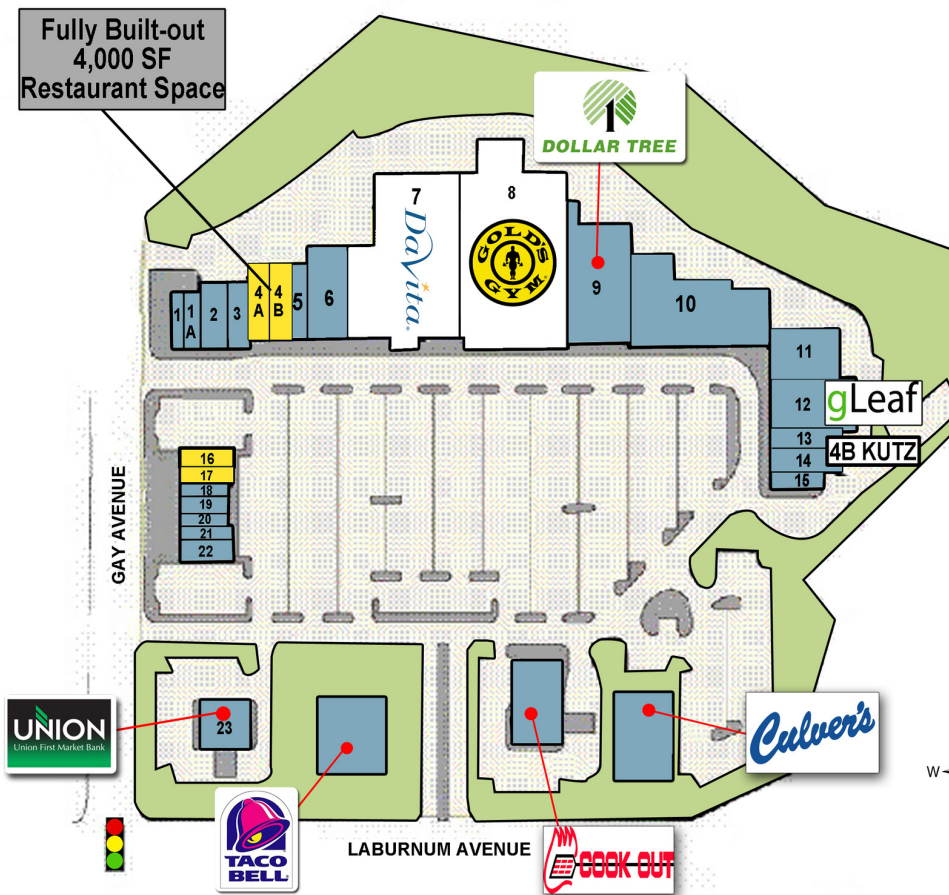 Fully Built-out
4,000 SF
Restaurant Space
DOLLAR TREE
7
DaVita.
8
GOLD'S
GYM
1
1
A
2
3
4
A
4
B
5
6
9
10
11
12
gLeaf
13
14
4B KUTZ
15
16
17
18
19
20
21
22
GAY AVENUE
UNION
Union First Market Bank
23
Culver's
W
TACO
BELL
LABURNUM AVENUE
COOK OUT